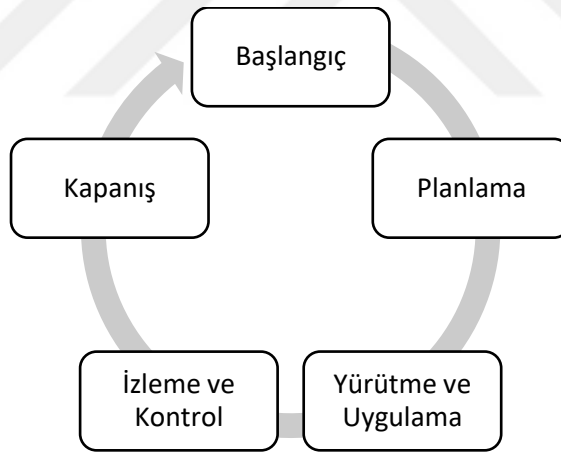 Başlangıç
Planlama
Yürütme ve
Uygulama
İzleme ve
Kontrol
Kapanış